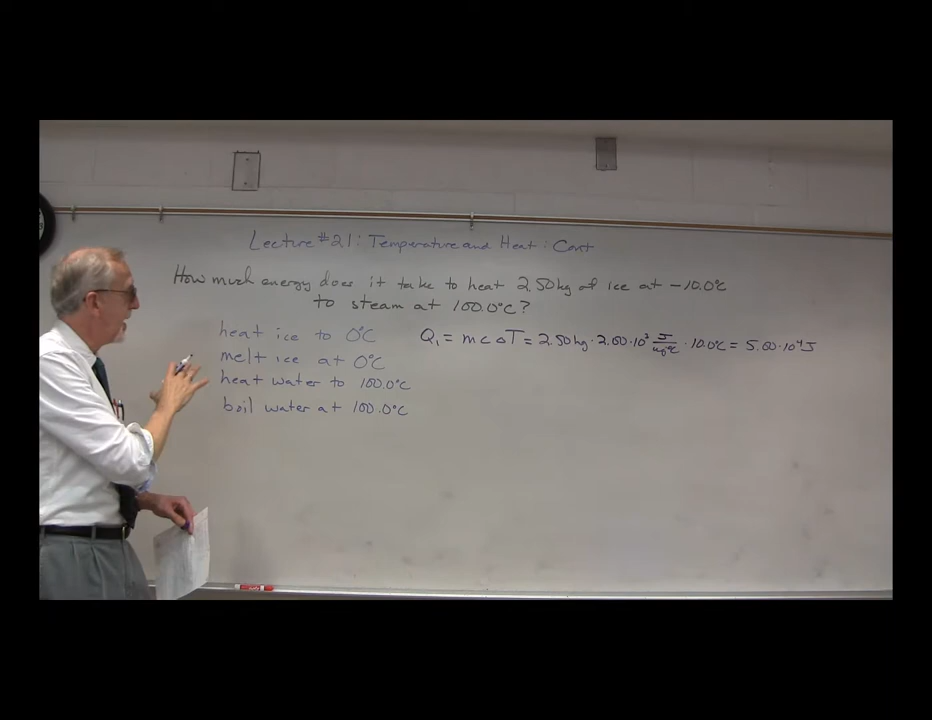 Lecture #21: Temperature and Heat: Cont
How much energy does it take to heat 2.50kg of ice at -10.0°C
to steam at 100.0°C?
heat ice to 0°C Q₁ = mcΔT = 2.50kg · 2.00·10³ J/kg°C · 10.0°C = 5.00·10⁴J
melt ice at 0°C
heat water to 100.0°C
boil water at 100.0°C